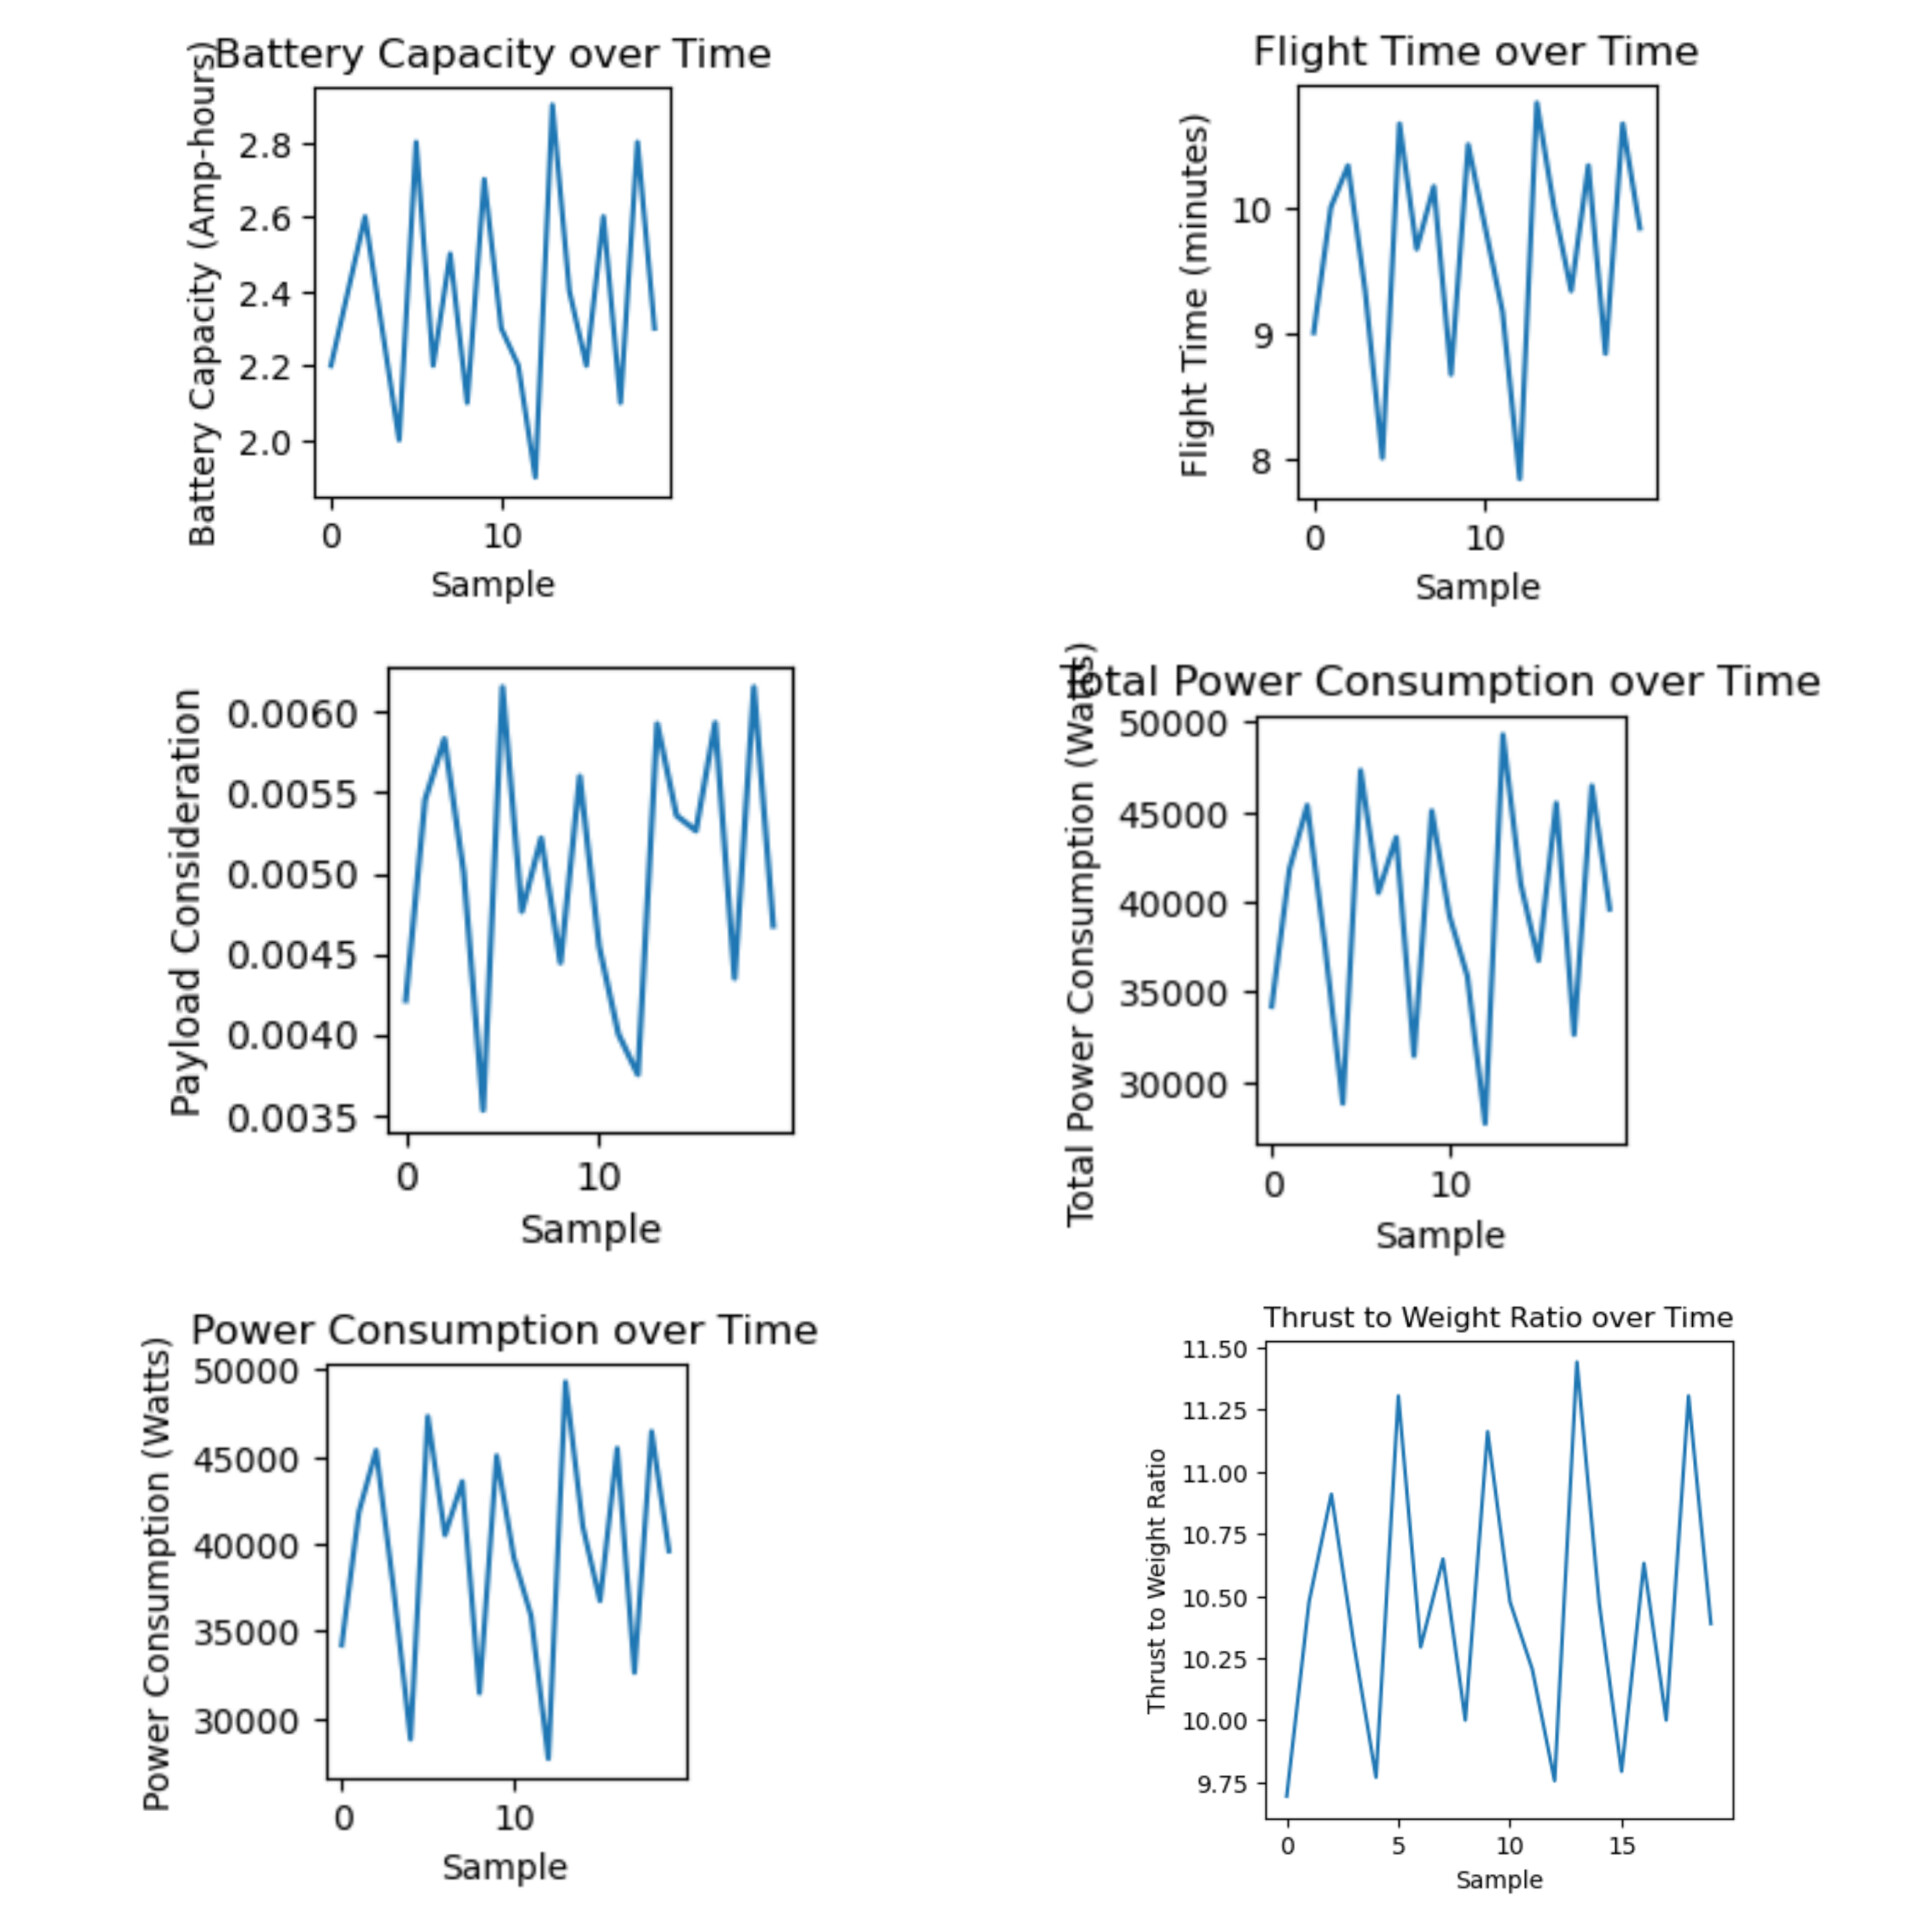 Battery Capacity over Time
Battery Capacity (Amp-hours)
2.8
2.6
2.4
2.2
2.0
0 10
Sample
Flight Time over Time
Flight Time (minutes)
10
9
8
0 10
Sample
Payload Consideration
0.0060
0.0055
0.0050
0.0045
0.0040
0.0035
0 10
Sample
Total Power Consumption over Time
Total Power Consumption (Watts)
50000
45000
40000
35000
30000
0 10
Sample
Power Consumption over Time
Power Consumption (Watts)
50000
45000
40000
35000
30000
0 10
Sample
Thrust to Weight Ratio over Time
Thrust to Weight Ratio
11.50
11.25
11.00
10.75
10.50
10.25
10.00
9.75
0 5 10 15
Sample